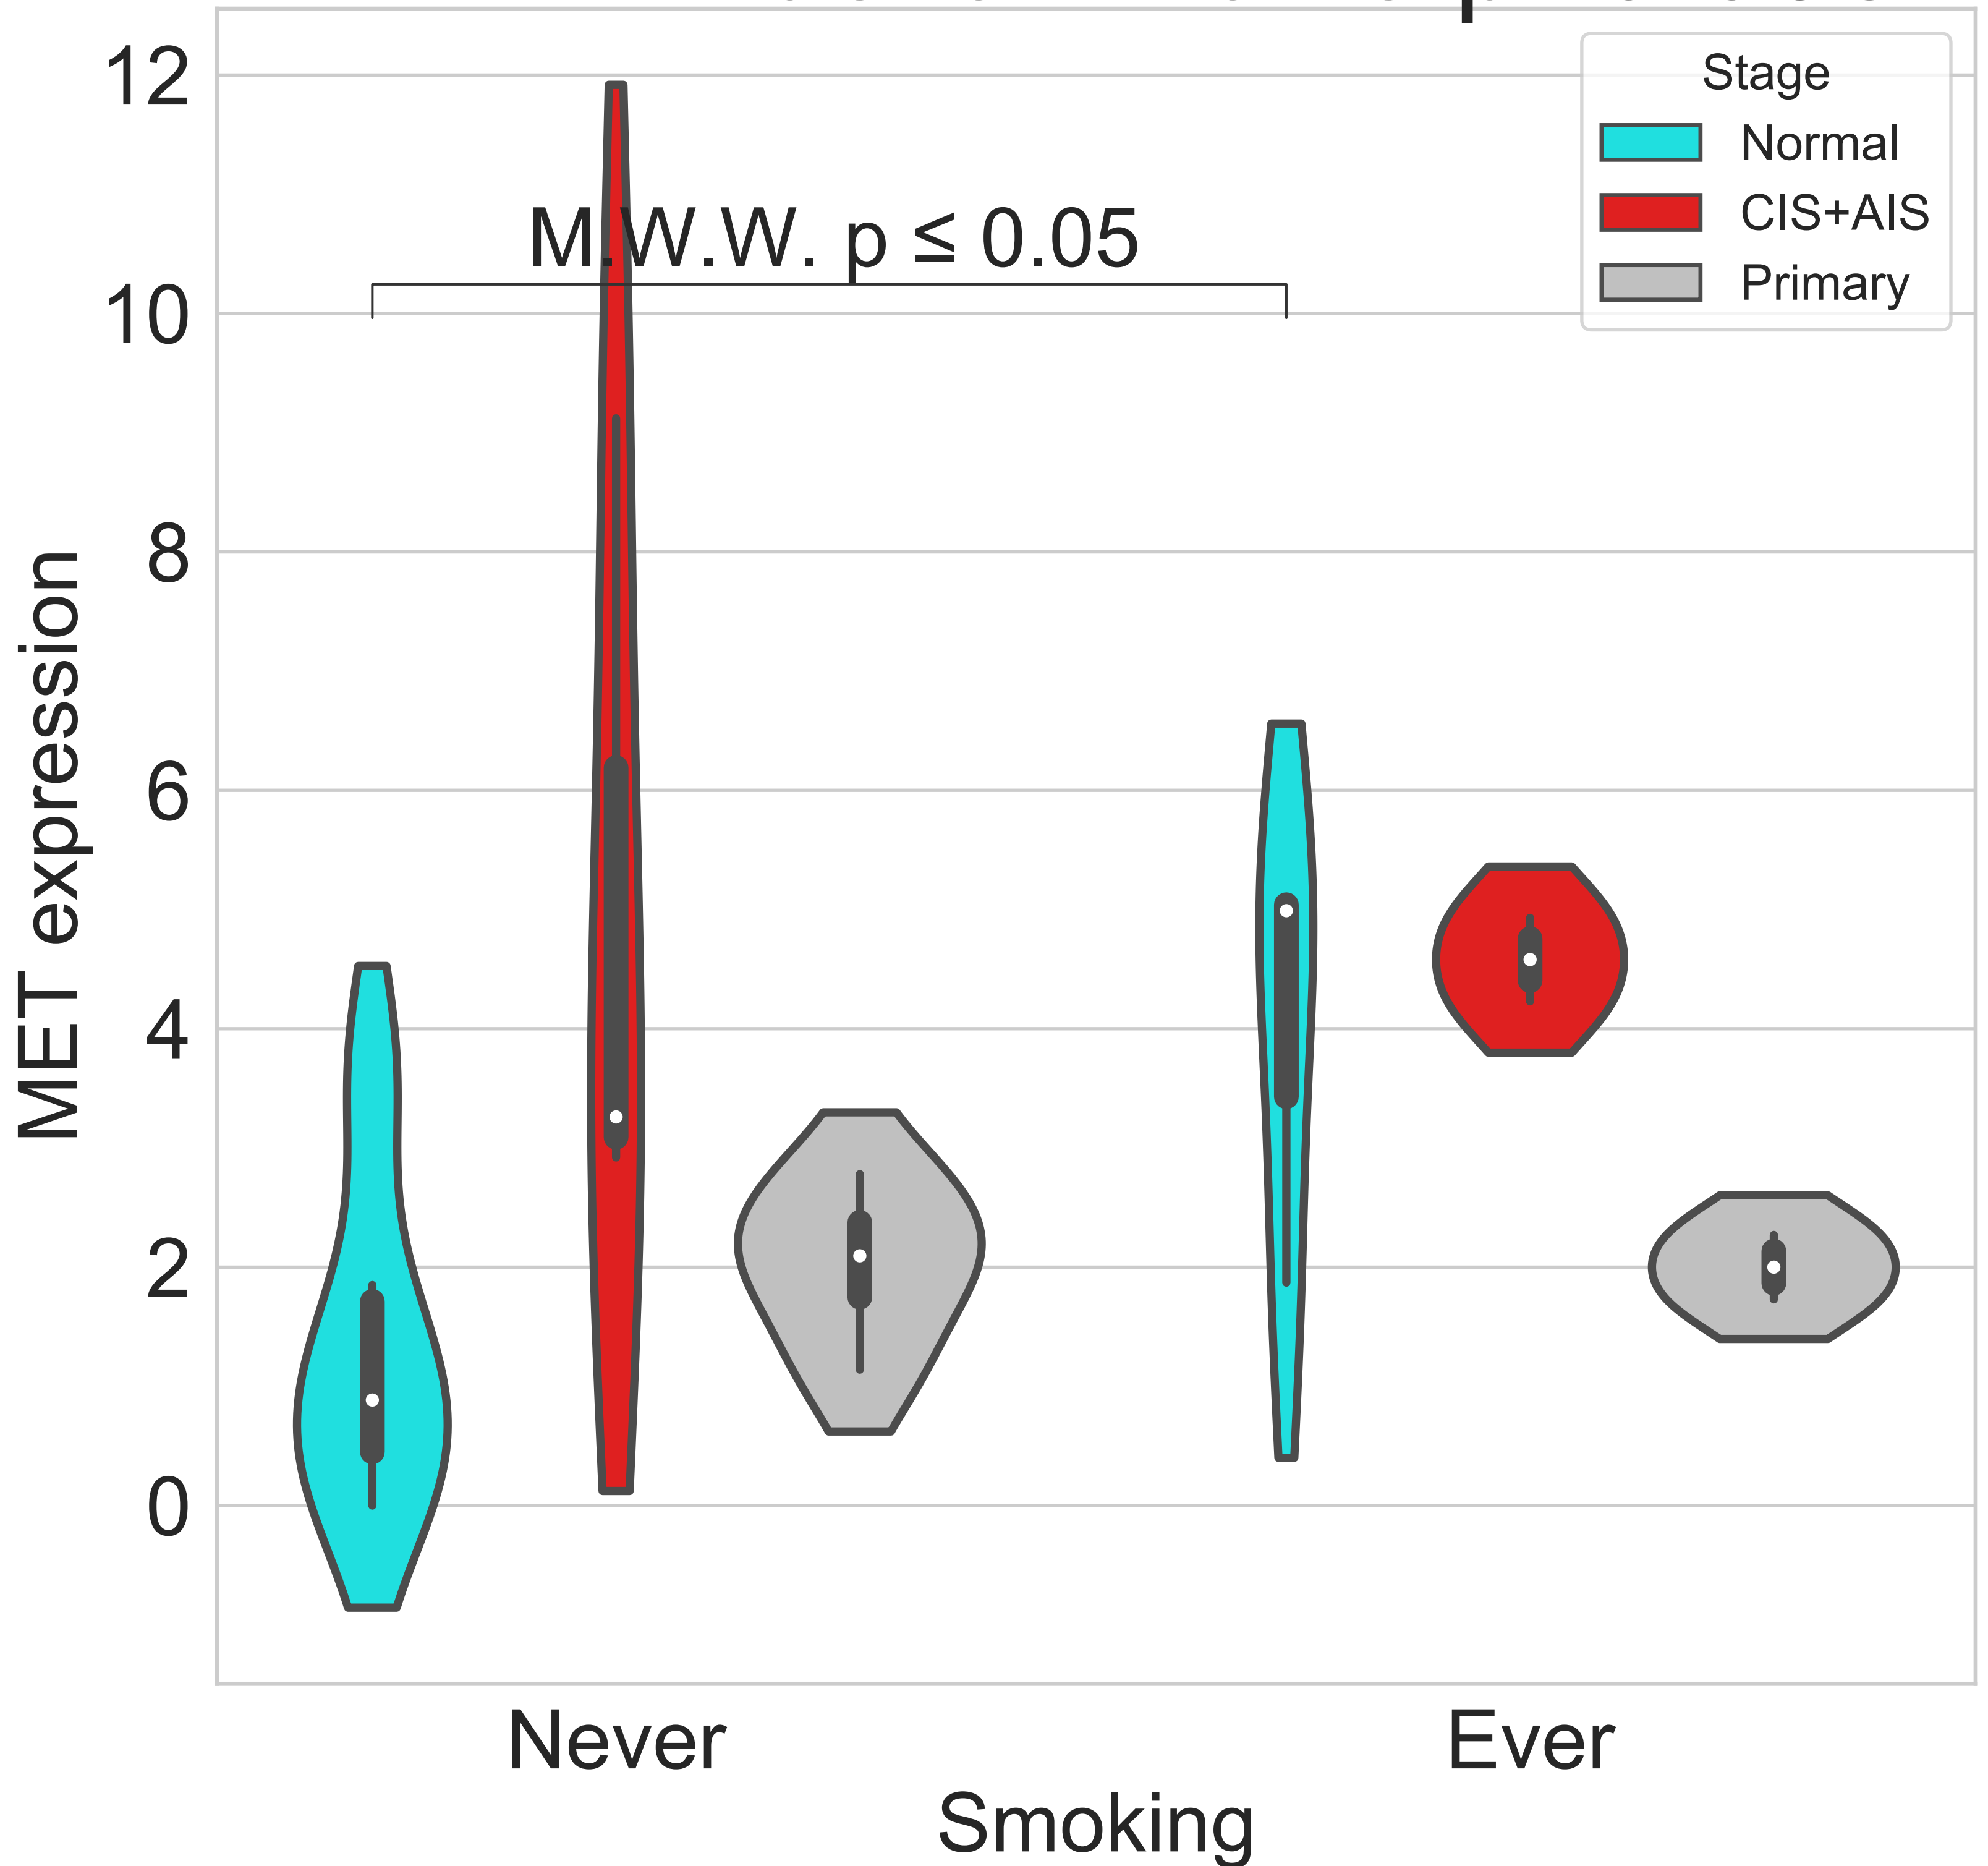 Stage
Normal
CIS+AIS
Primary
M.W.W. p ≤ 0.05
12
10
8
6
4
2
0
MET expression
Never
Ever
Smoking